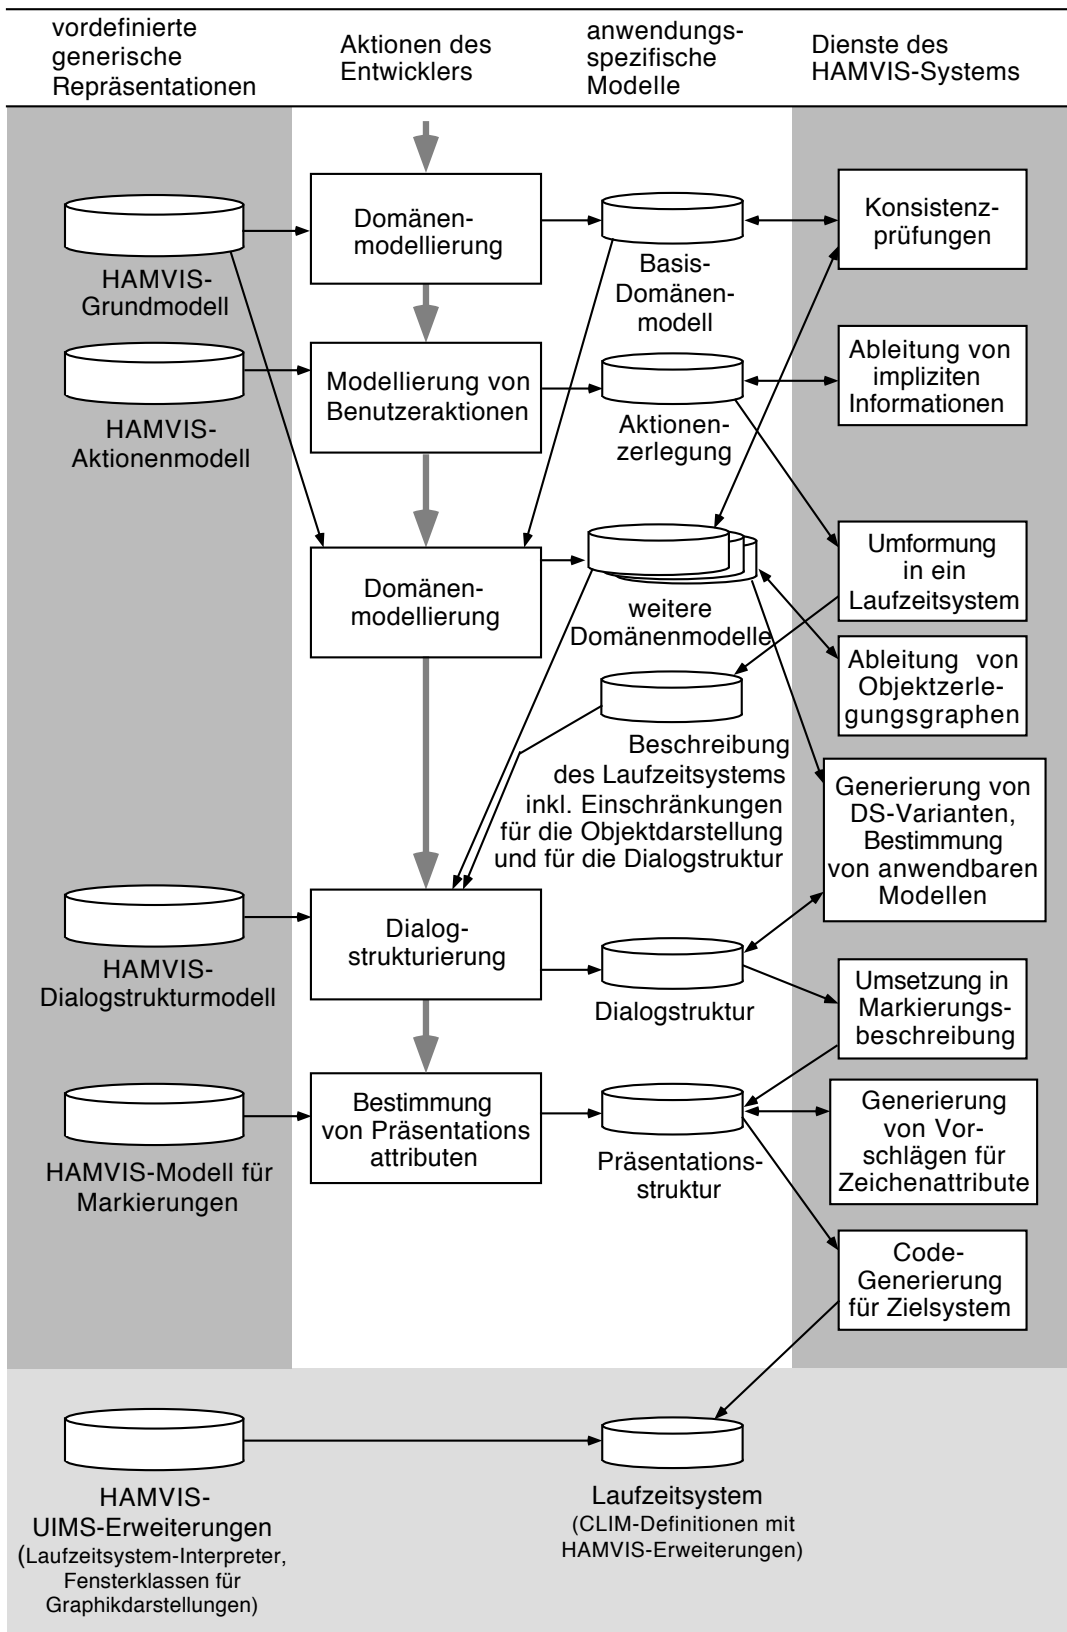 vordefinierte
generische
Repräsentationen
Aktionen des
Entwicklers
anwendungs-
spezifische
Modelle
Dienste des
HAMVIS-Systems
HAMVIS-
Grundmodell
Domänen-
modellierung
Basis-
Domänen-
modell
Konsistenz-
prüfungen
HAMVIS-
Aktionenmodell
Modellierung von
Benutzeraktionen
Aktionen-
zerlegung
Ableitung von
impliziten
Informationen
Domänen-
modellierung
weitere
Domänenmodelle
Umformung
in ein
Laufzeitsystem
Ableitung von
Objektzerle-
gungsgraphen
Beschreibung
des Laufzeitsystems
inkl. Einschränkungen
für die Objektdarstellung
und für die Dialogstruktur
Generierung von
DS-Varianten,
Bestimmung
von anwendbaren
Modellen
HAMVIS-
Dialogstrukturmodell
Dialog-
strukturierung
Dialogstruktur
Umsetzung in
Markierungs-
beschreibung
HAMVIS-Modell für
Markierungen
Bestimmung
von Präsentations
attributen
Präsentations-
struktur
Generierung
von Vor-
schlägen für
Zeichenattribute
Code-
Generierung
für Zielsystem
HAMVIS-
UIMS-Erweiterungen
(Laufzeitsystem-Interpreter,
Fensterklassen für
Graphikdarstellungen)
Laufzeitsystem
(CLIM-Definitionen mit
HAMVIS-Erweiterungen)